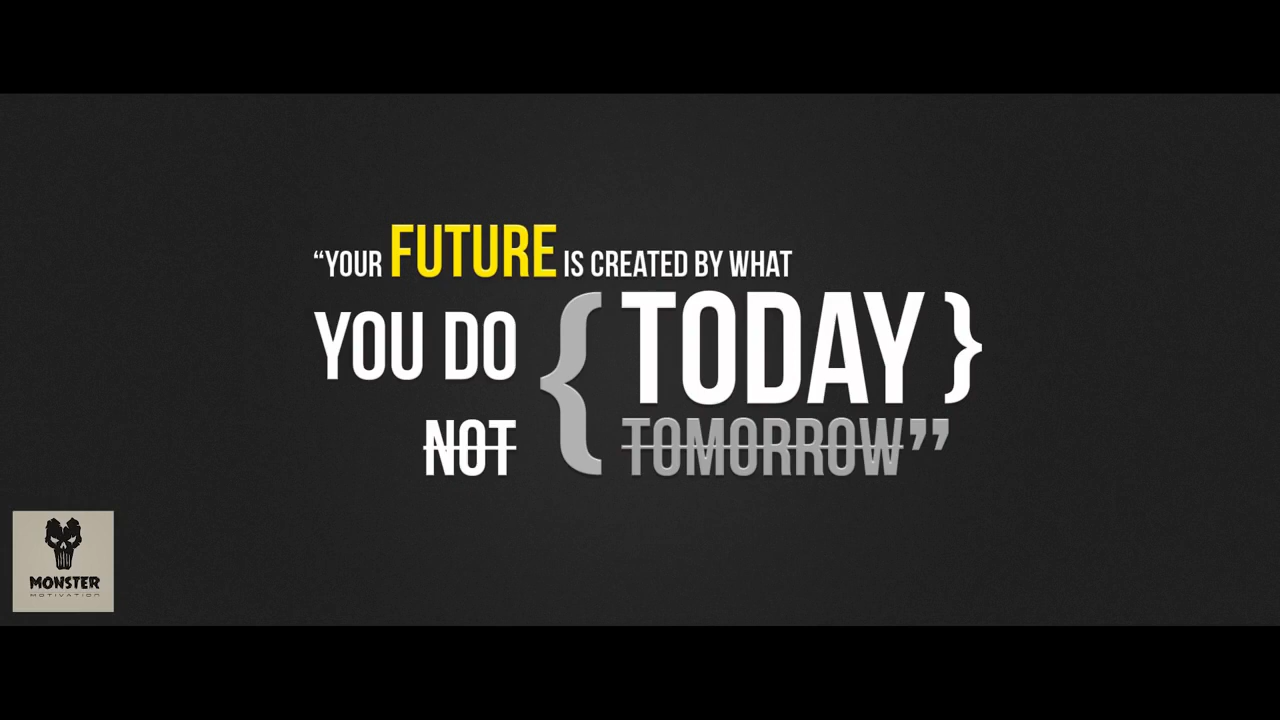 “YOUR FUTURE IS CREATED BY WHAT
YOU DO { TODAY }
NOT TOMORROW”
MONSTER
MOTIVATION